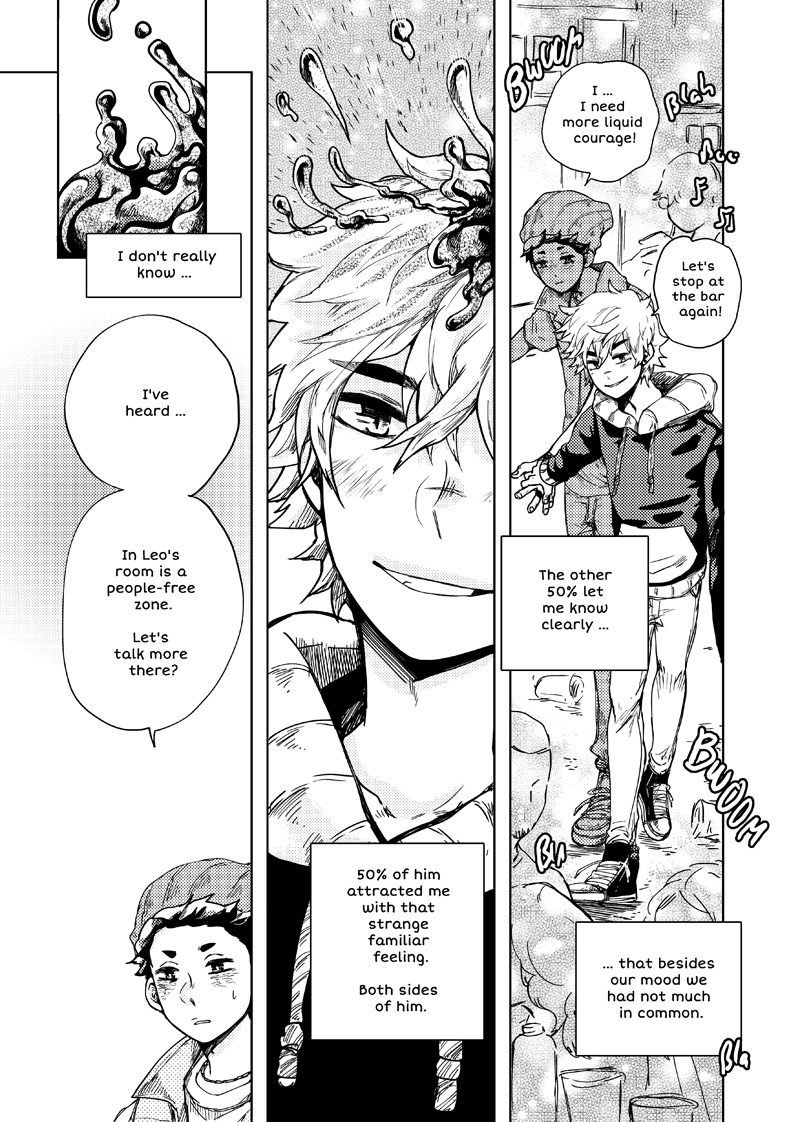 I don't really
know ...
I've
heard ...
In Leo's
room is a
people-free
zone.
Let's
talk more
there?
50% of him
attracted me
with that
strange
familiar
feeling.
Both sides
of him.
Bwoom
I ...
I need
more liquid
courage!
Blah
Let's
stop at
the bar
again!
The other
50% let
me know
clearly ...
BWOOM
... that besides
our mood we
had not much
in common.
Bla